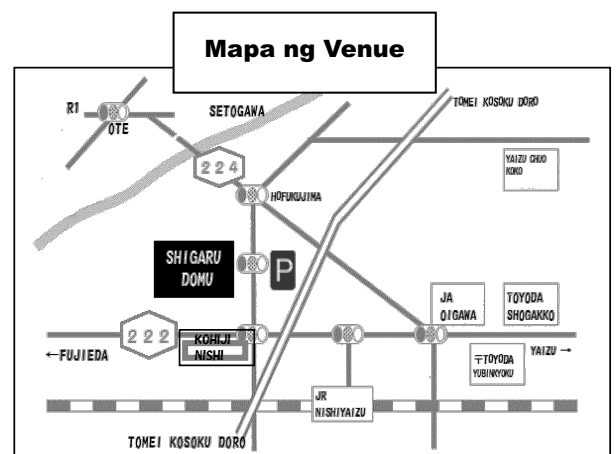 Mapa ng Venue
R1
OTE
SETOGAWA
TOMEI KOSOKU DORO
224
HOFUKUJIMA
YAIZU CHUO
KOKO
SHIGARU
DOMU
P
JA
OIGAWA
TOYODA
SHOGAKKO
222
KOHIJI
NISHI
←FUJIEDA
YAIZU →
〒TOYODA
YUBINKYOKU
JR
NISHIYAIZU
TOMEI KOSOKU DORO